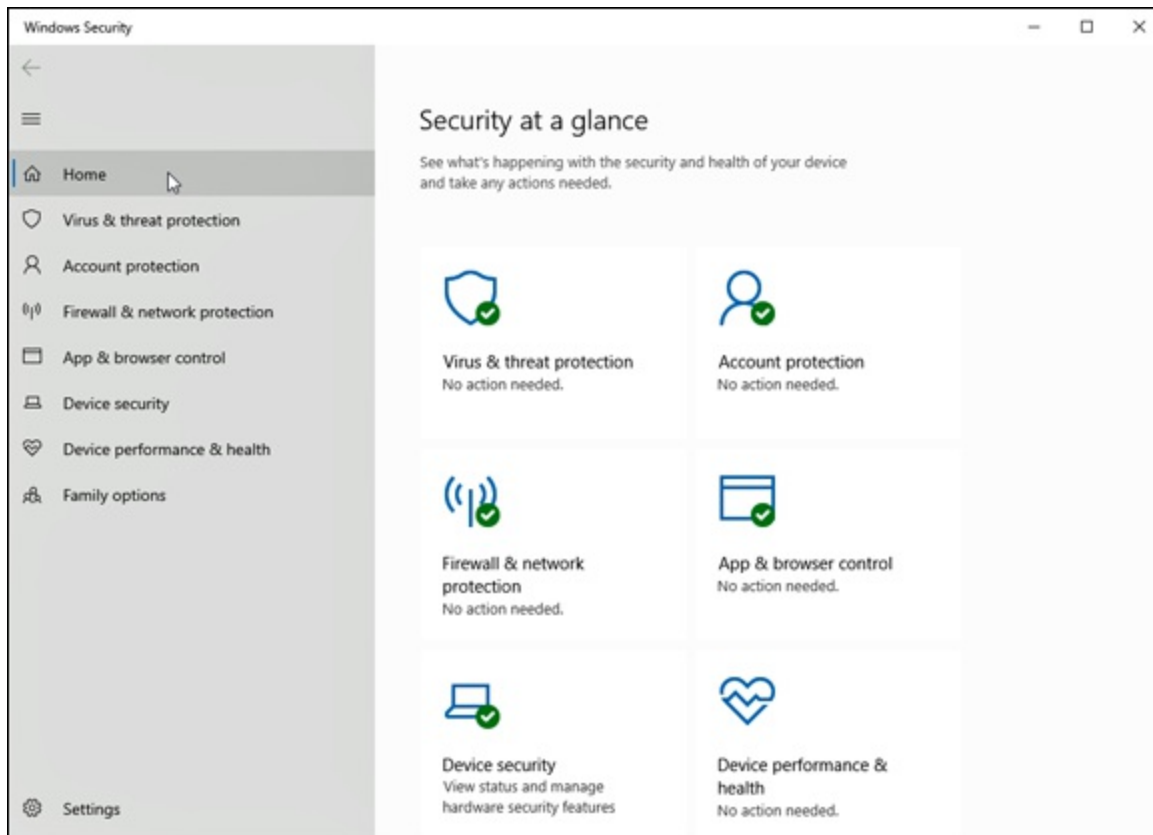 Windows Security
Home
Virus & threat protection
Account protection
Firewall & network protection
App & browser control
Device security
Device performance & health
Family options
Settings
Security at a glance
See what's happening with the security and health of your device
and take any actions needed.
Virus & threat protection
No action needed.
Account protection
No action needed.
Firewall & network
protection
No action needed.
App & browser control
No action needed.
Device security
View status and manage
hardware security features
Device performance &
health
No action needed.